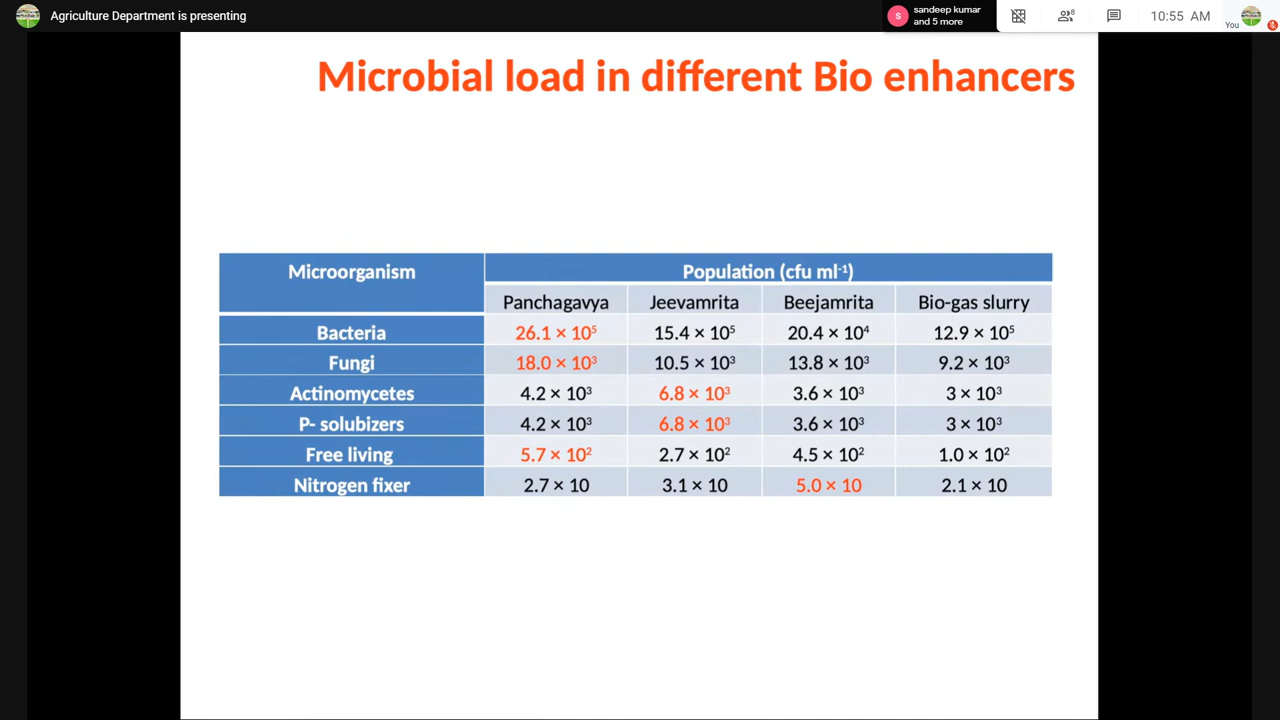 Agriculture Department is presenting
S
sandeep kumar
and 5 more
8
10:55 AM
You
Microbial load in different Bio enhancers
Microorganism Population (cfu ml⁻¹)
Panchagavya Jeevamrita Beejamrita Bio-gas slurry
Bacteria 26.1 × 10⁵ 15.4 × 10⁵ 20.4 × 10⁴ 12.9 × 10⁵
Fungi 18.0 × 10³ 10.5 × 10³ 13.8 × 10³ 9.2 × 10³
Actinomycetes 4.2 × 10³ 6.8 × 10³ 3.6 × 10³ 3 × 10³
P- solubizers 4.2 × 10³ 6.8 × 10³ 3.6 × 10³ 3 × 10³
Free living 5.7 × 10² 2.7 × 10² 4.5 × 10² 1.0 × 10²
Nitrogen fixer 2.7 × 10 3.1 × 10 5.0 × 10 2.1 × 10